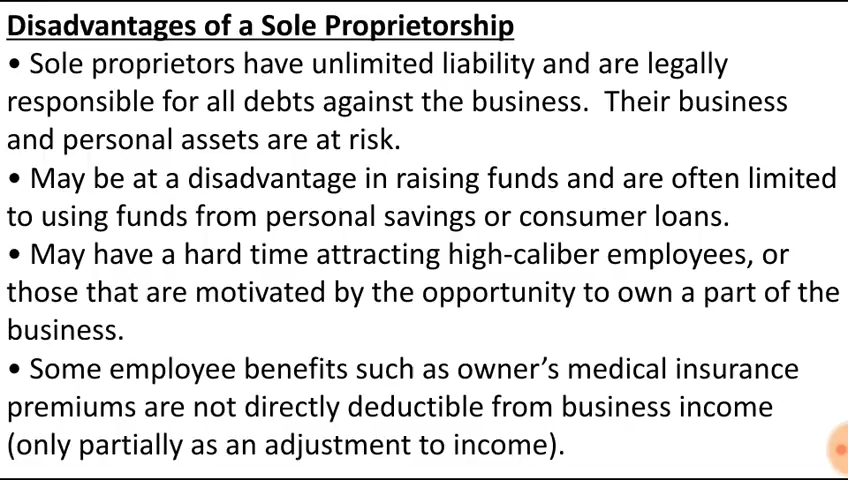 Disadvantages of a Sole Proprietorship
• Sole proprietors have unlimited liability and are legally
responsible for all debts against the business.  Their business
and personal assets are at risk.
• May be at a disadvantage in raising funds and are often limited
to using funds from personal savings or consumer loans.
• May have a hard time attracting high-caliber employees, or
those that are motivated by the opportunity to own a part of the
business.
• Some employee benefits such as owner’s medical insurance
premiums are not directly deductible from business income
(only partially as an adjustment to income).